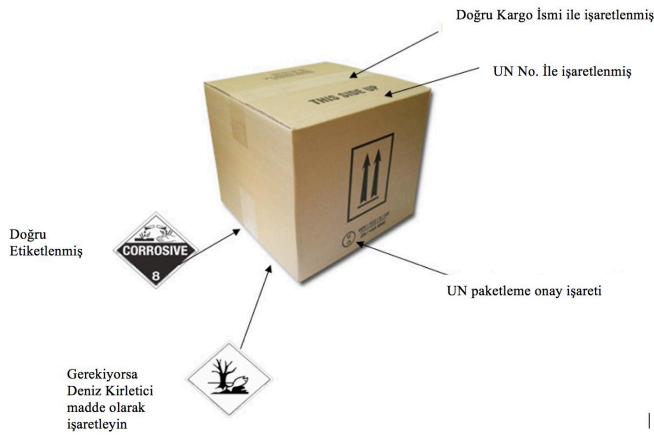 Doğru Kargo İsmi ile işaretlenmiş
UN No. İle işaretlenmiş
THIS SIDE UP
Doğru
Etiketlenmiş
CORROSIVE
8
UN paketleme onay işareti
Gerekiyorsa
Deniz Kirletici
madde olarak
işaretleyin